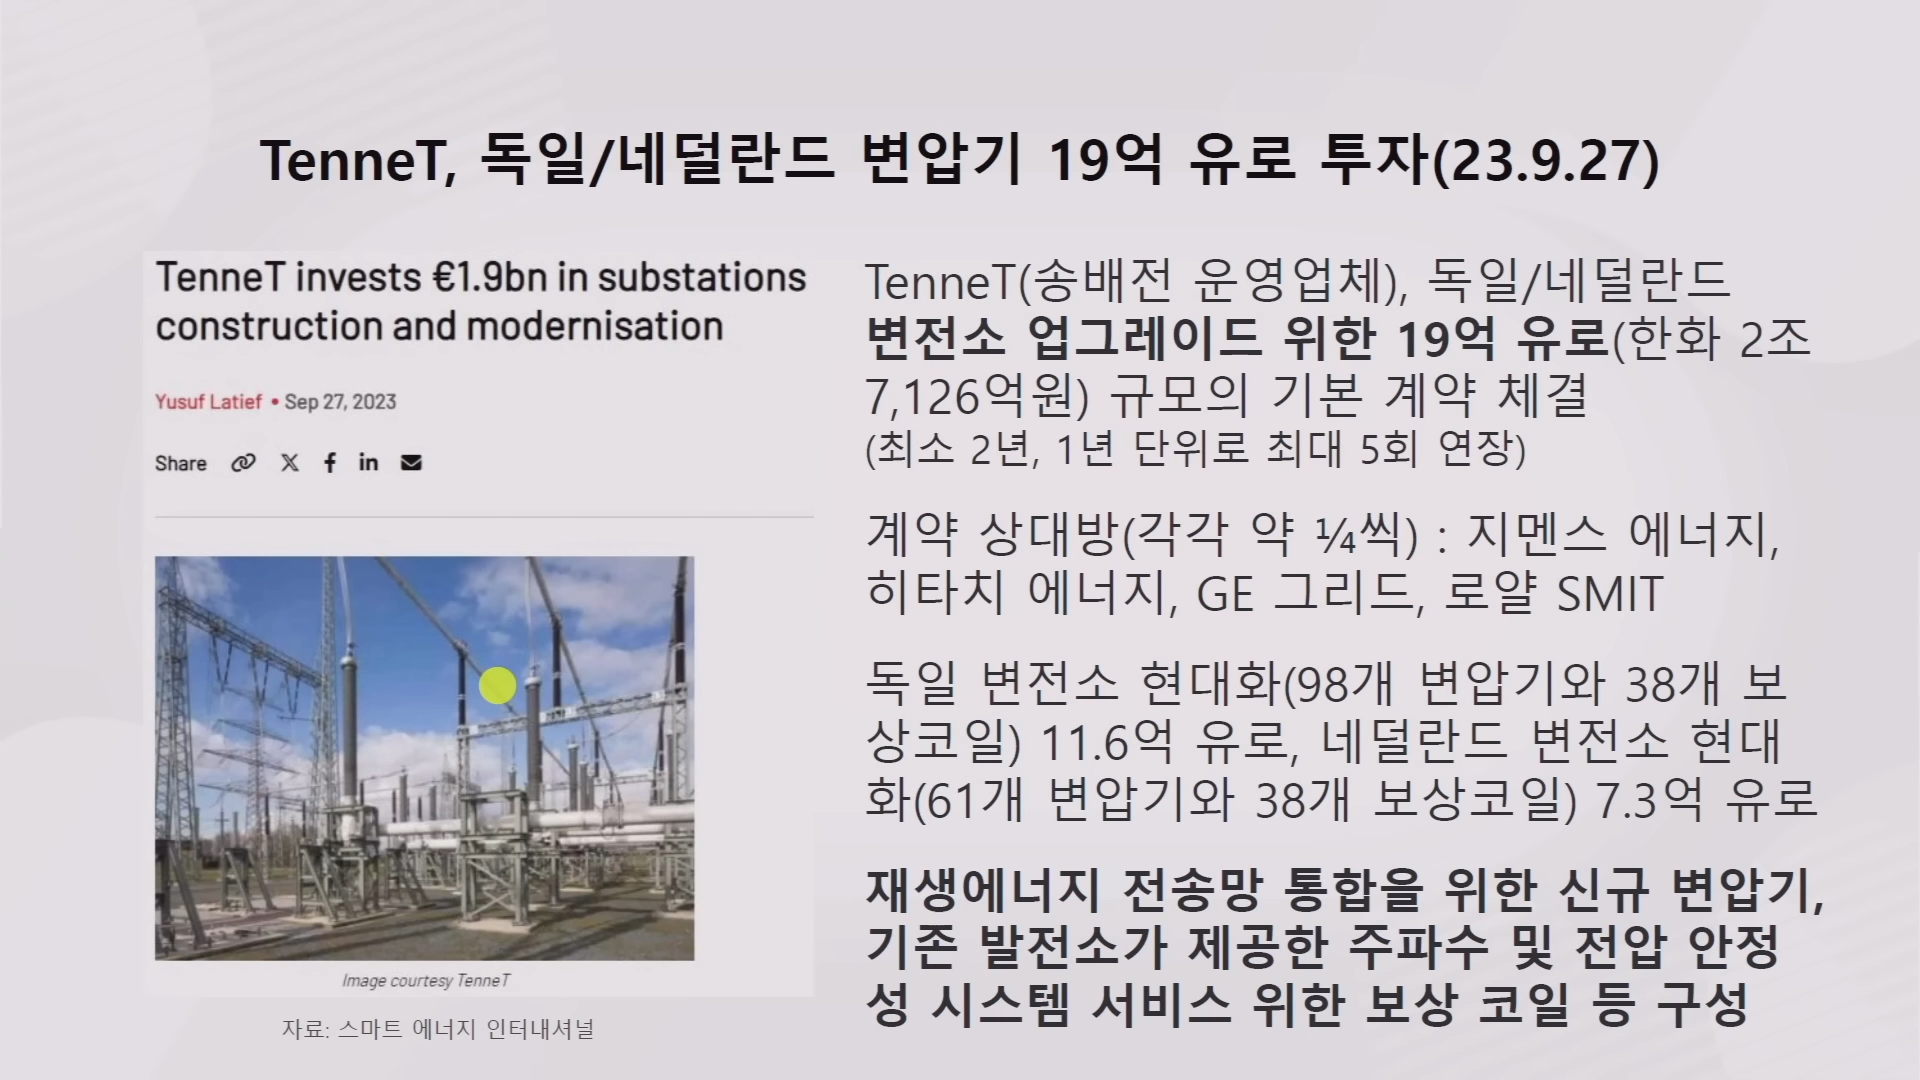 TenneT, 독일/네덜란드 변압기 19억 유로 투자(23.9.27)
TenneT invests €1.9bn in substations
construction and modernisation
Yusuf Latief • Sep 27, 2023
Share
Image courtesy TenneT
자료: 스마트 에너지 인터내셔널
TenneT(송배전 운영업체), 독일/네덜란드
변전소 업그레이드 위한 19억 유로(한화 2조
7,126억원) 규모의 기본 계약 체결
(최소 2년, 1년 단위로 최대 5회 연장)
계약 상대방(각각 약 ¼씩) : 지멘스 에너지,
히타치 에너지, GE 그리드, 로얄 SMIT
독일 변전소 현대화(98개 변압기와 38개 보
상코일) 11.6억 유로, 네덜란드 변전소 현대
화(61개 변압기와 38개 보상코일) 7.3억 유로
재생에너지 전송망 통합을 위한 신규 변압기,
기존 발전소가 제공한 주파수 및 전압 안정
성 시스템 서비스 위한 보상 코일 등 구성